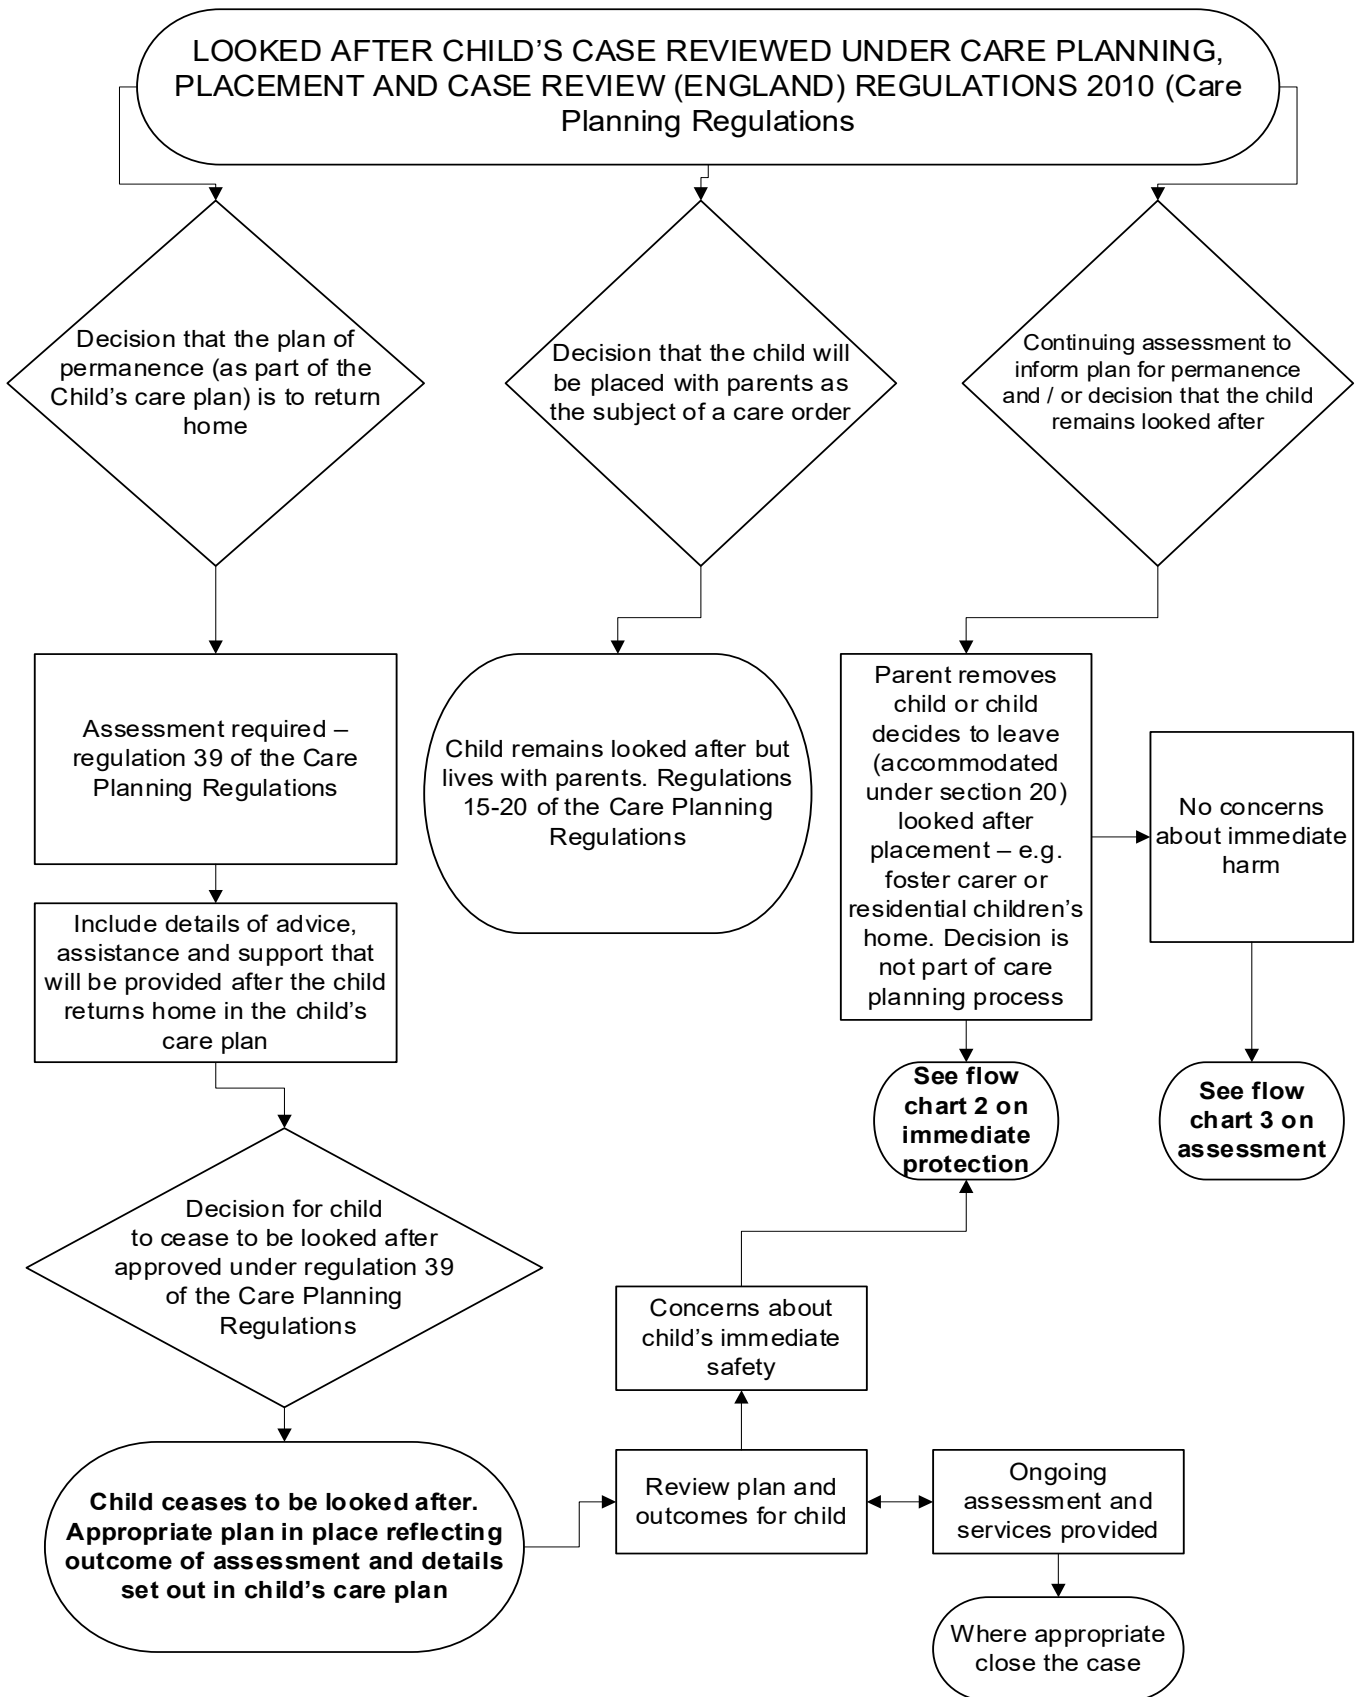 LOOKED AFTER CHILD’S CASE REVIEWED UNDER CARE PLANNING,
PLACEMENT AND CASE REVIEW (ENGLAND) REGULATIONS 2010 (Care
Planning Regulations
Decision that the plan of
permanence (as part of the
Child’s care plan) is to return
home
Decision that the child will
be placed with parents as
the subject of a care order
Continuing assessment to
inform plan for permanence
and / or decision that the child
remains looked after
Assessment required –
regulation 39 of the Care
Planning Regulations
Child remains looked after but
lives with parents. Regulations
15-20 of the Care Planning
Regulations
Parent removes
child or child
decides to leave
(accommodated
under section 20)
looked after
placement – e.g.
foster carer or
residential children’s
home. Decision is
not part of care
planning process
No concerns
about immediate
harm
Include details of advice,
assistance and support that
will be provided after the child
returns home in the child’s
care plan
See flow
chart 2 on
immediate
protection
See flow
chart 3 on
assessment
Decision for child
to cease to be looked after
approved under regulation 39
of the Care Planning
Regulations
Concerns about
child’s immediate
safety
Child ceases to be looked after.
Appropriate plan in place reflecting
outcome of assessment and details
set out in child’s care plan
Review plan and
outcomes for child
Ongoing
assessment and
services provided
Where appropriate
close the case